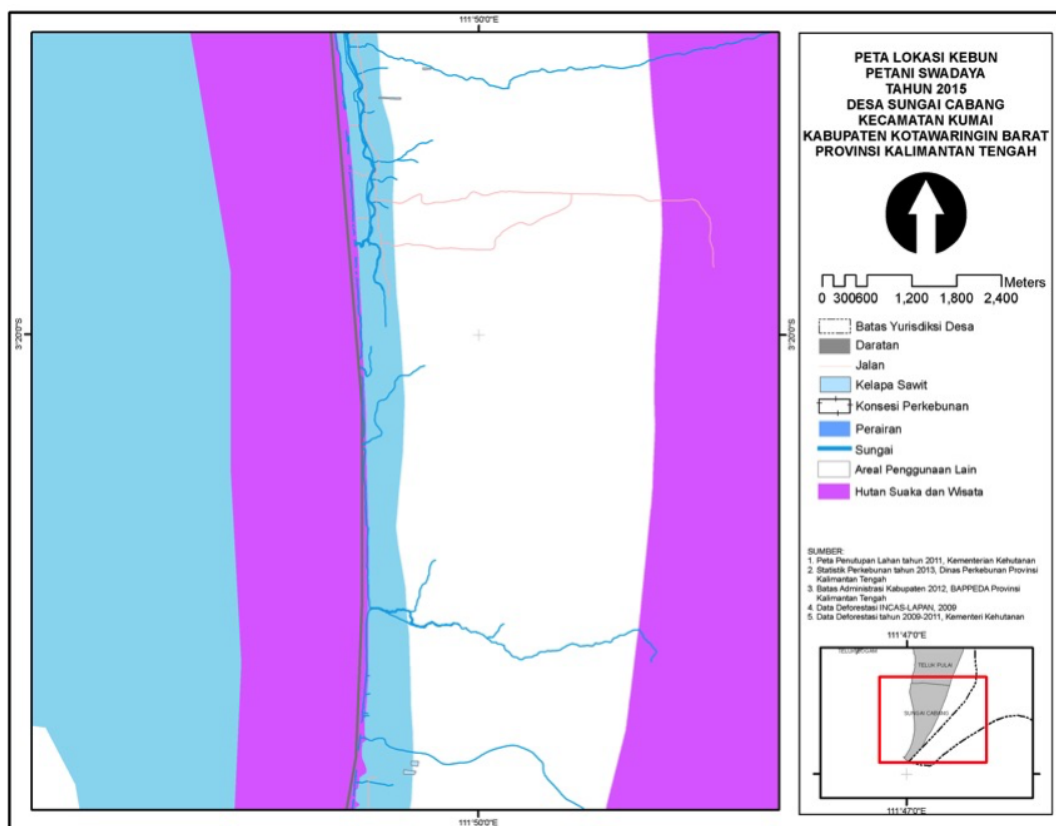 111°50'0"E
3°20'0"S
3°20'0"S
111°50'0"E
PETA LOKASI KEBUN
PETANI SWADAYA
TAHUN 2015
DESA SUNGAI CABANG
KECAMATAN KUMAI
KABUPATEN KOTAWARINGIN BARAT
PROVINSI KALIMANTAN TENGAH
Meters
0 300600 1,200 1,800 2,400
Batas Yurisdiksi Desa
Daratan
Jalan
Kelapa Sawit
Konsesi Perkebunan
Perairan
Sungai
Areal Penggunaan Lain
Hutan Suaka dan Wisata
SUMBER:
1. Peta Penutupan Lahan tahun 2011, Kementerian Kehutanan
2. Statistik Perkebunan tahun 2013, Dinas Perkebunan Provinsi
Kalimantan Tengah
3. Batas Administrasi Kabupaten 2012, BAPPEDA Provinsi
Kalimantan Tengah
4. Data Deforestasi INCAS-LAPAN, 2009
5. Data Deforestasi tahun 2009-2011, Kementeri Kehutanan
111°47'0"E
TELUK PULAI
SUNGAI CABANG
111°47'0"E